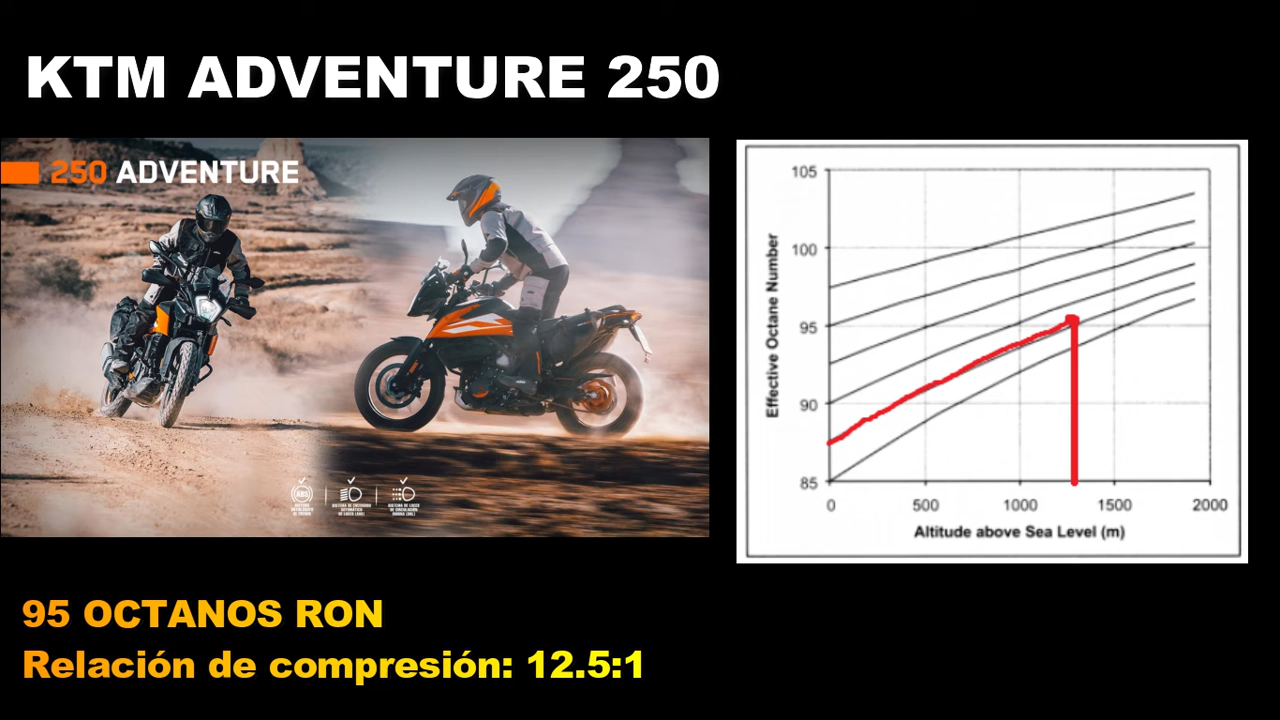 KTM ADVENTURE 250
250 ADVENTURE
ABS
105
100
95
90
85
Effective Octane Number
0 500 1000 1500 2000
Altitude above Sea Level (m)
95 OCTANOS RON
Relación de compresión: 12.5:1